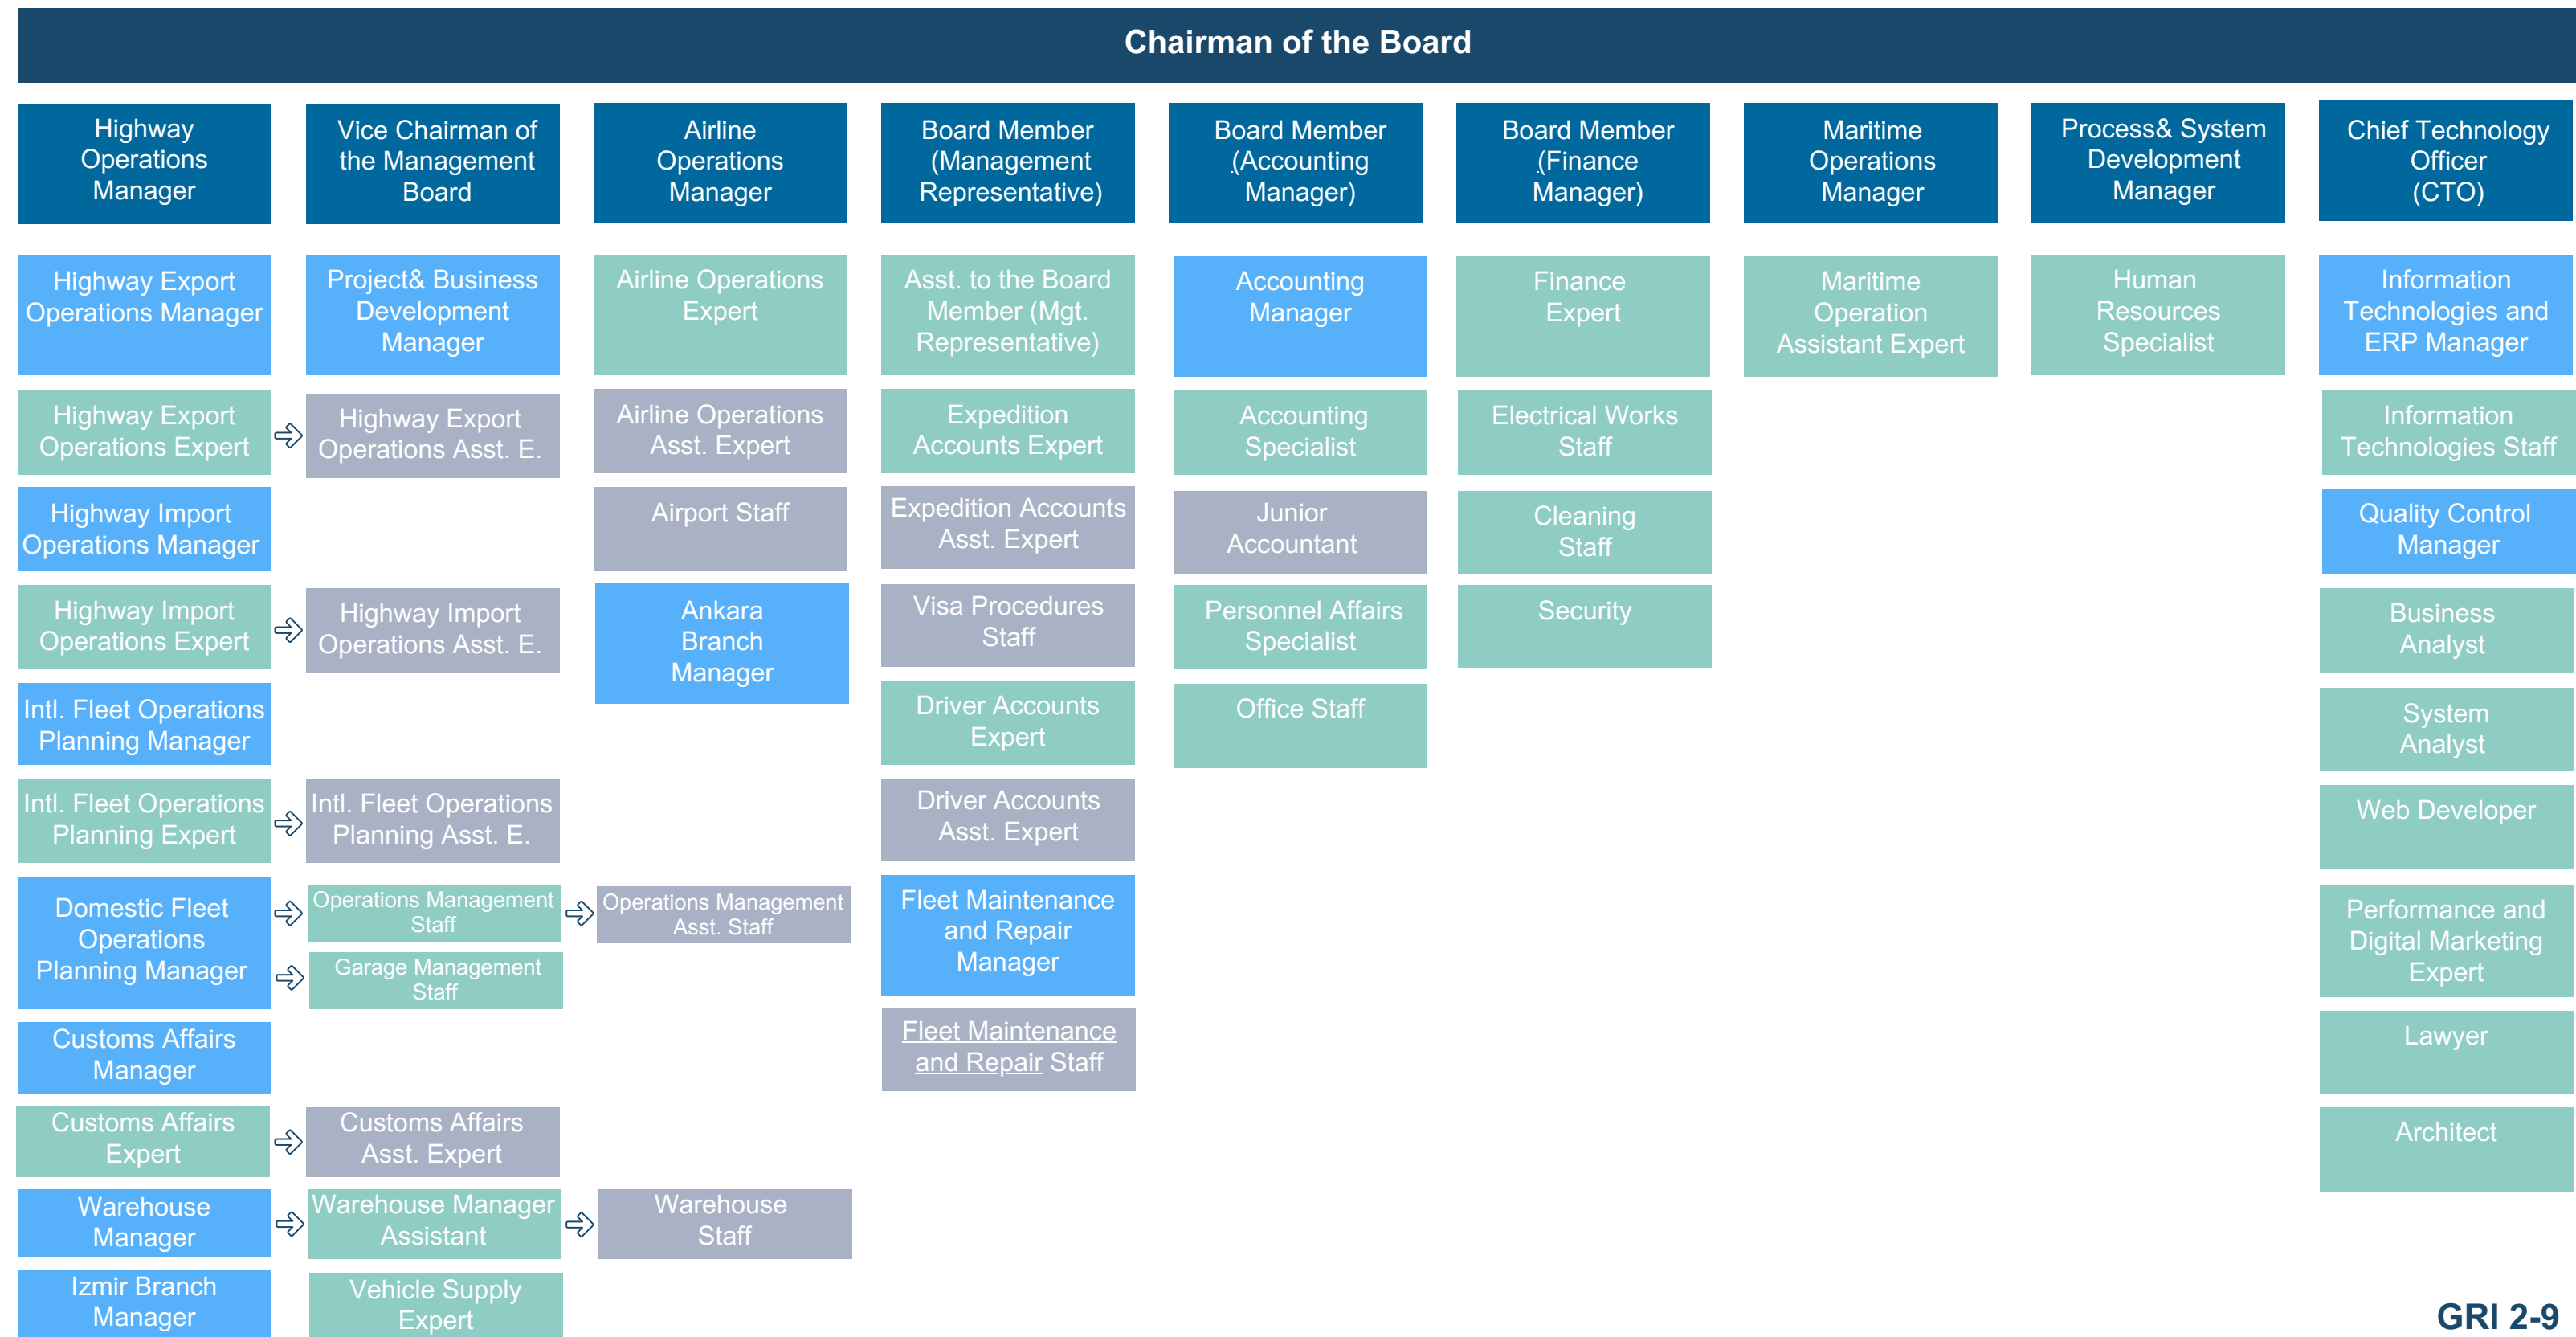 Chairman of the Board
Highway
Operations
Manager
Vice Chairman of
the Management
Board
Airline
Operations
Manager
Board Member
(Management
Representative)
Board Member
(Accounting
Manager)
Board Member
(Finance
Manager)
Maritime
Operations
Manager
Process& System
Development
Manager
Chief Technology
Officer
(CTO)
Highway Export
Operations Manager
Project& Business
Development
Manager
Airline Operations
Expert
Asst. to the Board
Member (Mgt.
Representative)
Accounting
Manager
Finance
Expert
Maritime
Operation
Assistant Expert
Human
Resources
Specialist
Information
Technologies and
ERP Manager
Highway Export
Operations Expert
Highway Export
Operations Asst. E.
Airline Operations
Asst. Expert
Expedition
Accounts Expert
Accounting
Specialist
Electrical Works
Staff
Information
Technologies Staff
Highway Import
Operations Manager
Airport Staff
Expedition Accounts
Asst. Expert
Junior
Accountant
Cleaning
Staff
Quality Control
Manager
Highway Import
Operations Expert
Highway Import
Operations Asst. E.
Ankara
Branch
Manager
Visa Procedures
Staff
Personnel Affairs
Specialist
Security
Business
Analyst
Intl. Fleet Operations
Planning Manager
Driver Accounts
Expert
Office Staff
System
Analyst
Intl. Fleet Operations
Planning Expert
Intl. Fleet Operations
Planning Asst. E.
Driver Accounts
Asst. Expert
Web Developer
Domestic Fleet
Operations
Planning Manager
Operations Management
Staff
Operations Management
Asst. Staff
Garage Management
Staff
Fleet Maintenance
and Repair
Manager
Performance and
Digital Marketing
Expert
Customs Affairs
Manager
Fleet Maintenance
and Repair Staff
Lawyer
Customs Affairs
Expert
Customs Affairs
Asst. Expert
Architect
Warehouse
Manager
Warehouse Manager
Assistant
Warehouse
Staff
Izmir Branch
Manager
Vehicle Supply
Expert
GRI 2-9